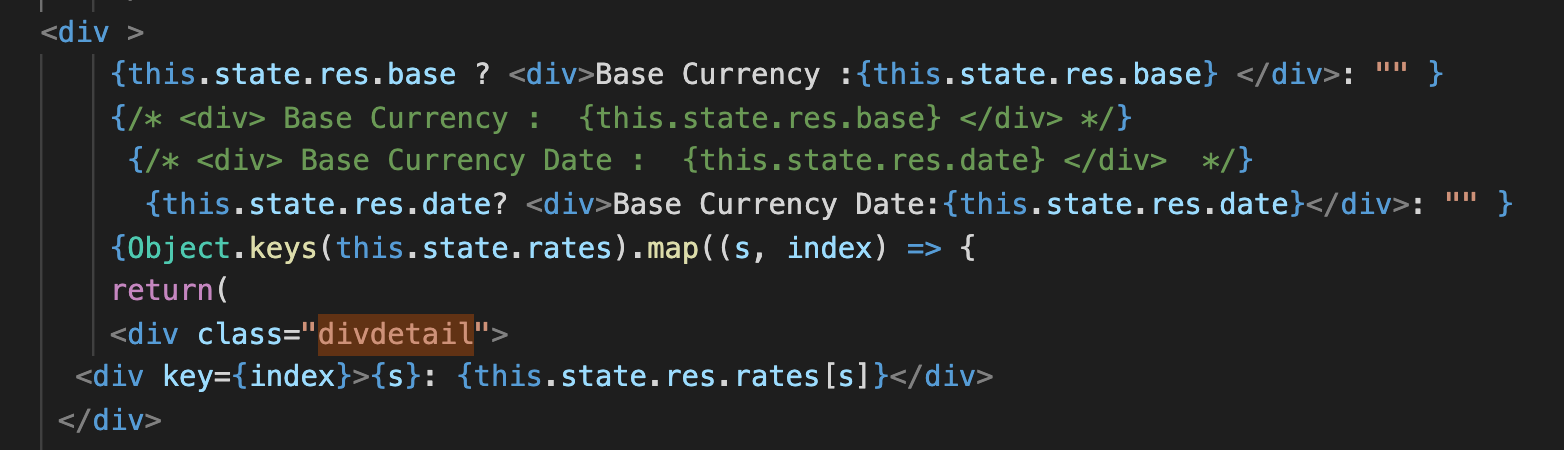 <div >
{this.state.res.base ? <div>Base Currency :{this.state.res.base} </div>: "" }
{/* <div> Base Currency :  {this.state.res.base} </div> */}
{/* <div> Base Currency Date :  {this.state.res.date} </div>  */}
{this.state.res.date? <div>Base Currency Date:{this.state.res.date}</div>: "" }
{Object.keys(this.state.rates).map((s, index) => {
return(
<div class="divdetail">
<div key={index}>{s}: {this.state.res.rates[s]}</div>
</div>